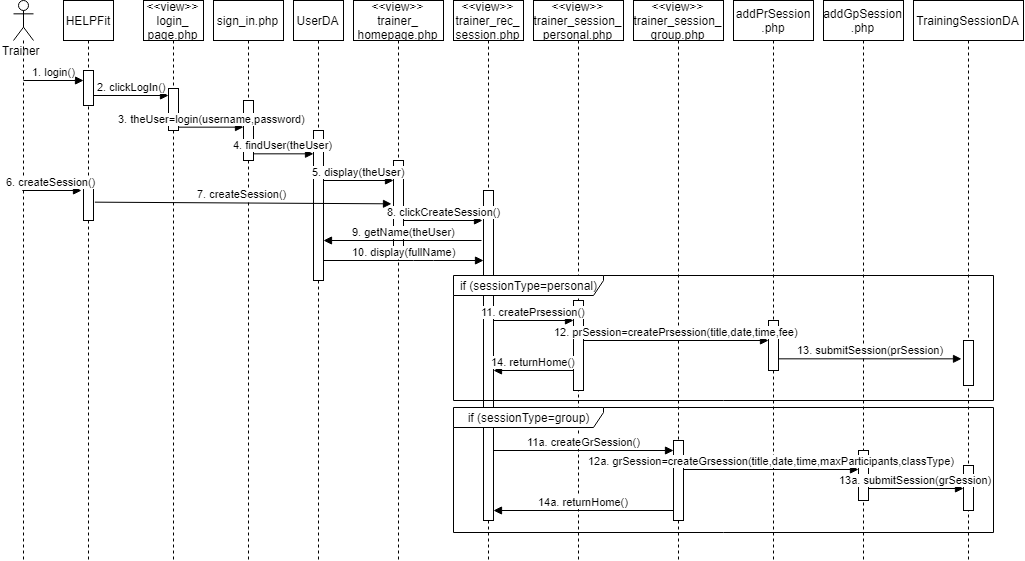 Trainer
HELPFit
<<view>>
login_
page.php
sign_in.php
UserDA
<<view>>
trainer_
homepage.php
<<view>>
trainer_rec_
session.php
<<view>>
trainer_session_
personal.php
<<view>>
trainer_session_
group.php
addPrSession
.php
addGpSession
.php
TrainingSessionDA
1. login()
2. clickLogIn()
3. theUser=login(username,password)
4. findUser(theUser)
5. display(theUser)
6. createSession()
7. createSession()
8. clickCreateSession()
9. getName(theUser)
10. display(fullName)
if (sessionType=personal)
11. createPrsession()
12. prSession=createPrsession(title,date,time,fee)
13. submitSession(prSession)
14. returnHome()
if (sessionType=group)
11a. createGrSession()
12a. grSession=createGrsession(title,date,time,maxParticipants,classType)
13a. submitSession(grSession)
14a. returnHome()